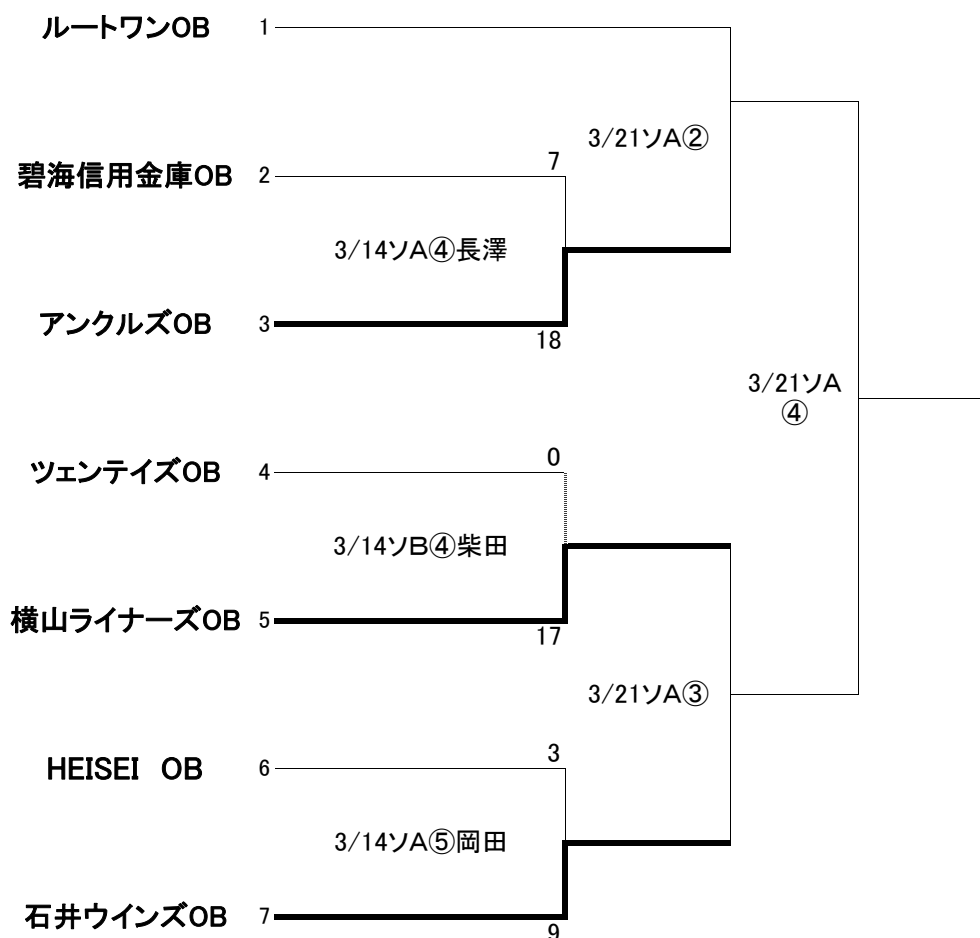 ルートワンOB 1
3/21ソA②
碧海信用金庫OB 2 7
3/14ソA④長澤
アンクルズOB 3 18
3/21ソA
④
ツェンテイズOB 4 0
3/14ソB④柴田
横山ライナーズOB 5 17
3/21ソA③
HEISEI　OB 6 3
3/14ソA⑤岡田
石井ウインズOB 7 9